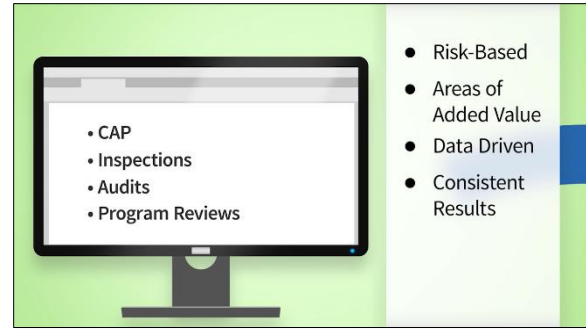 • CAP
• Inspections
• Audits
• Program Reviews
● Risk-Based
● Areas of
Added Value
● Data Driven
● Consistent
Results